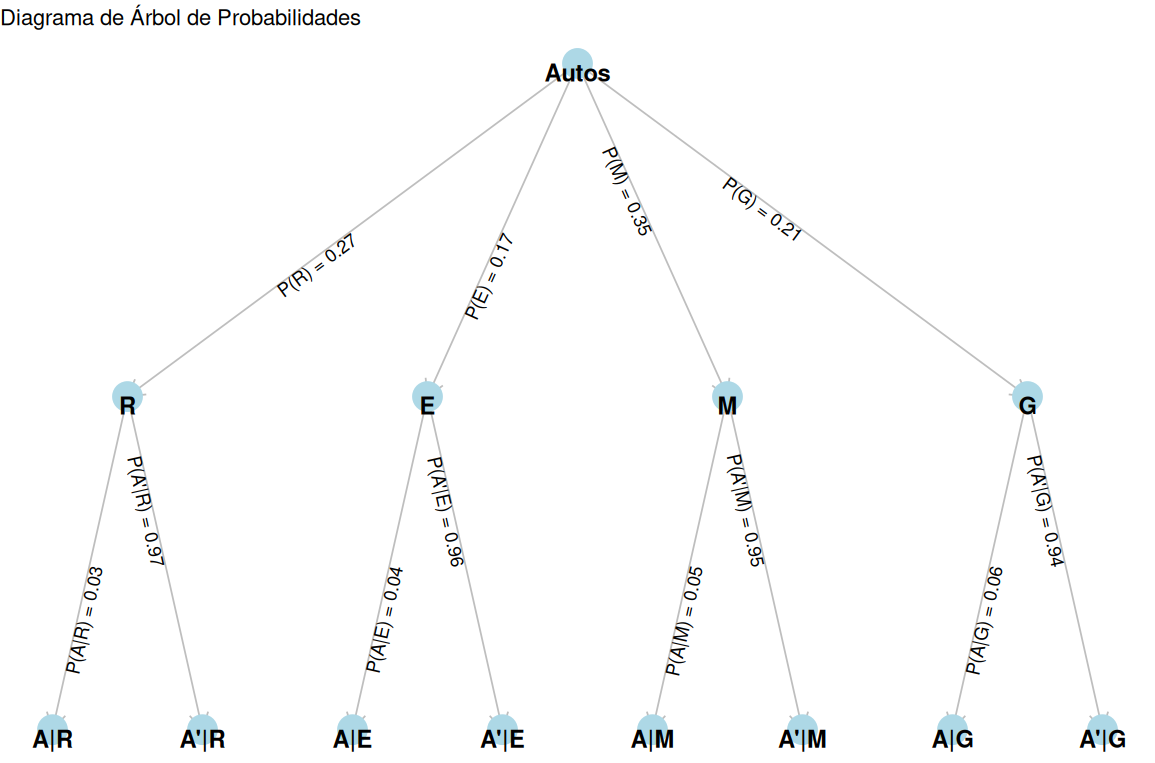 Diagrama de Árbol de Probabilidades
Autos
P(R) = 0.27
P(E) = 0.17
P(M) = 0.35
P(G) = 0.21
R
E
M
G
P(A|R) = 0.03
P(A'|R) = 0.97
P(A|E) = 0.04
P(A'|E) = 0.96
P(A|M) = 0.05
P(A'|M) = 0.95
P(A|G) = 0.06
P(A'|G) = 0.94
A|R
A'|R
A|E
A'|E
A|M
A'|M
A|G
A'|G